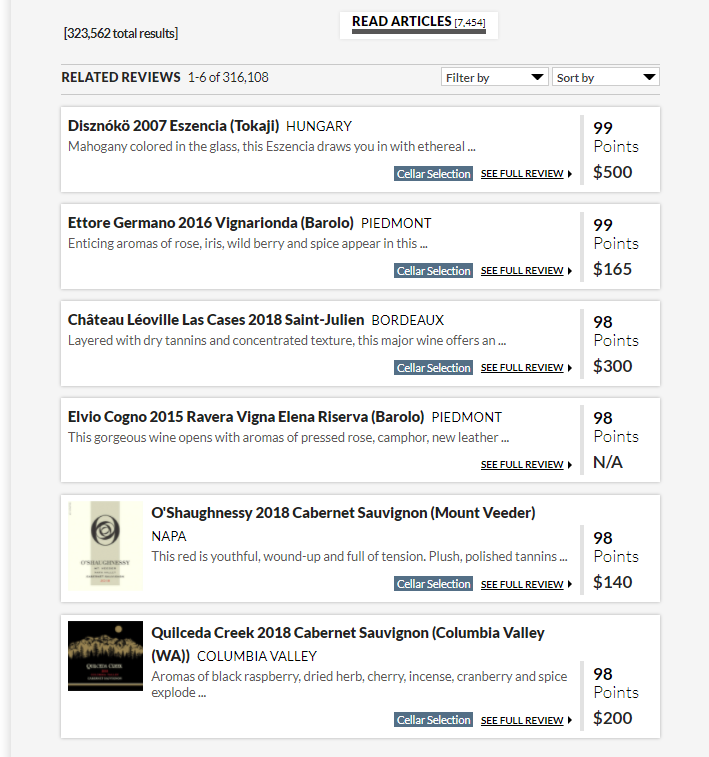 [323,562 total results]
READ ARTICLES [7,454]
RELATED REVIEWS 1-6 of 316,108
Filter by
Sort by
Disznókö 2007 Eszencia (Tokaji) HUNGARY
Mahogany colored in the glass, this Eszencia draws you in with ethereal ...
Cellar Selection SEE FULL REVIEW
99
Points
$500
Ettore Germano 2016 Vignarionda (Barolo) PIEDMONT
Enticing aromas of rose, iris, wild berry and spice appear in this ...
Cellar Selection SEE FULL REVIEW
99
Points
$165
Château Léoville Las Cases 2018 Saint-Julien BORDEAUX
Layered with dry tannins and concentrated texture, this major wine offers an ...
Cellar Selection SEE FULL REVIEW
98
Points
$300
Elvio Cogno 2015 Ravera Vigna Elena Riserva (Barolo) PIEDMONT
This gorgeous wine opens with aromas of pressed rose, camphor, new leather ...
SEE FULL REVIEW
98
Points
N/A
O'SHAUGHNESSY
O'Shaughnessy 2018 Cabernet Sauvignon (Mount Veeder)
NAPA
This red is youthful, wound-up and full of tension. Plush, polished tannins ...
Cellar Selection SEE FULL REVIEW
98
Points
$140
QUILCEDA CREEK
Quilceda Creek 2018 Cabernet Sauvignon (Columbia Valley
(WA)) COLUMBIA VALLEY
Aromas of black raspberry, dried herb, cherry, incense, cranberry and spice
explode ...
Cellar Selection SEE FULL REVIEW
98
Points
$200